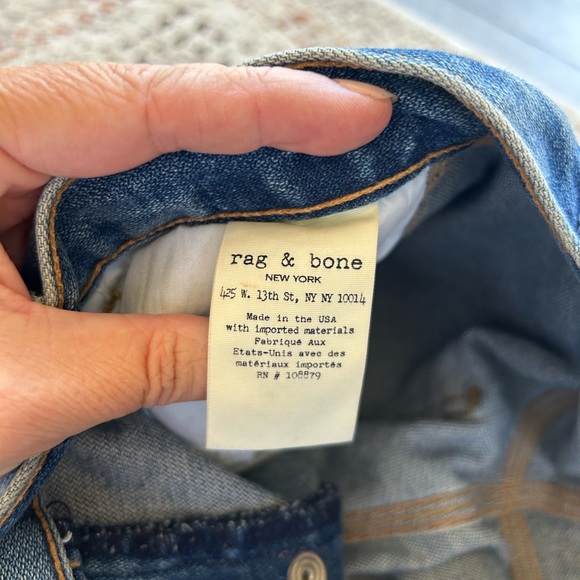 rag & bone
NEW YORK
425 W. 13th St, NY NY 10014
Made in the USA
with imported materials
Fabriqué Aux
Etats-Unis avec des
matériaux importés
RN # 108879